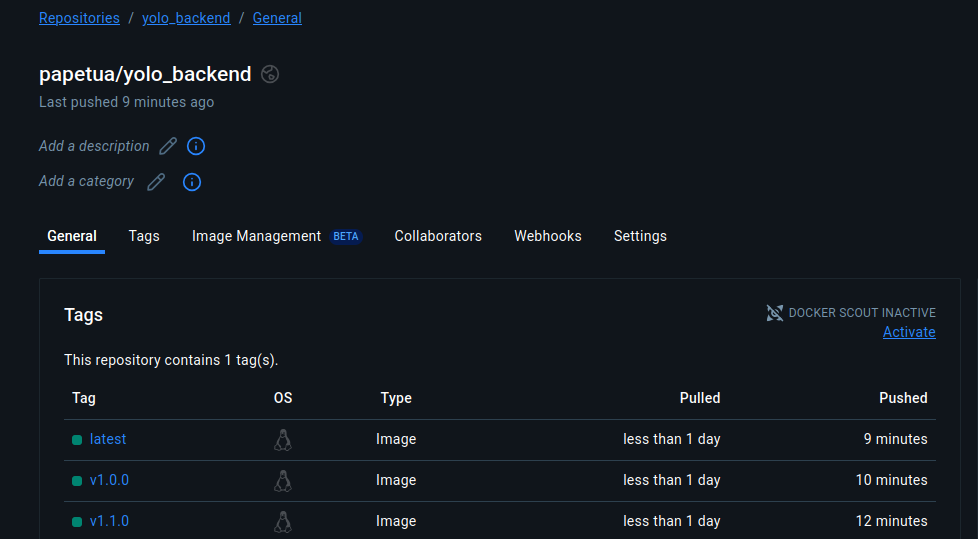 Repositories / yolo_backend / General
papetua/yolo_backend
Last pushed 9 minutes ago
Add a description
Add a category
General Tags Image Management BETA Collaborators Webhooks Settings
Tags
DOCKER SCOUT INACTIVE
Activate
This repository contains 1 tag(s).
Tag OS Type Pulled Pushed
latest Image less than 1 day 9 minutes
v1.0.0 Image less than 1 day 10 minutes
v1.1.0 Image less than 1 day 12 minutes